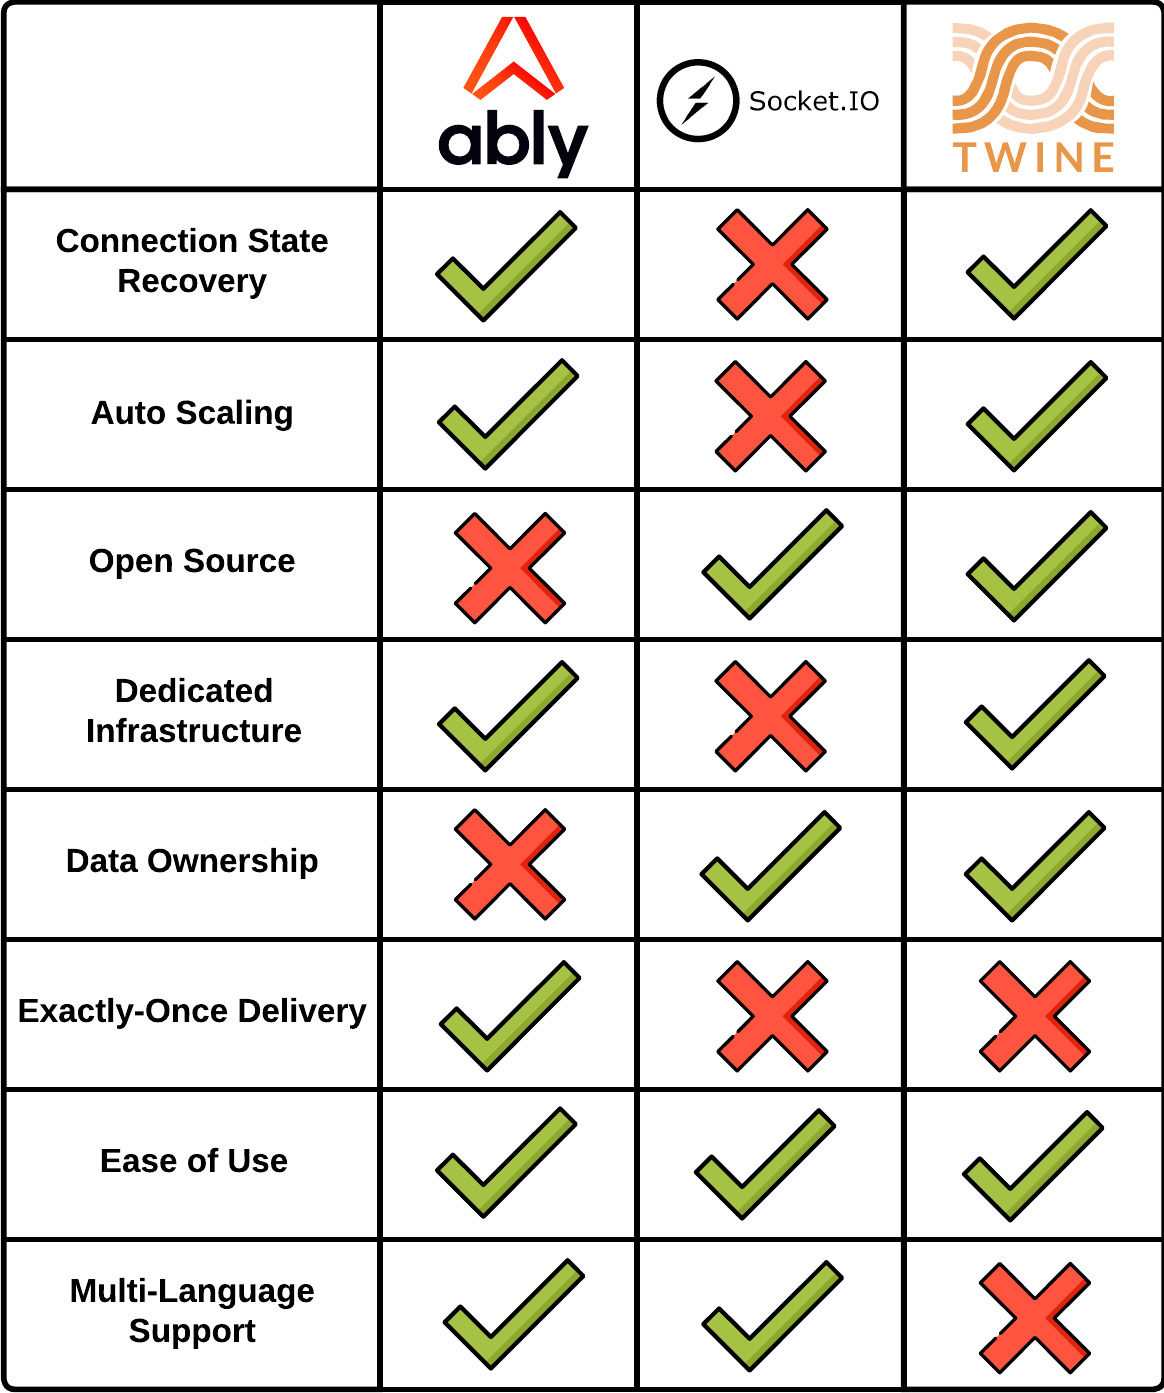 ably
Socket.IO
TWINE
Connection State
Recovery
Auto Scaling
Open Source
Dedicated
Infrastructure
Data Ownership
Exactly-Once Delivery
Ease of Use
Multi-Language
Support